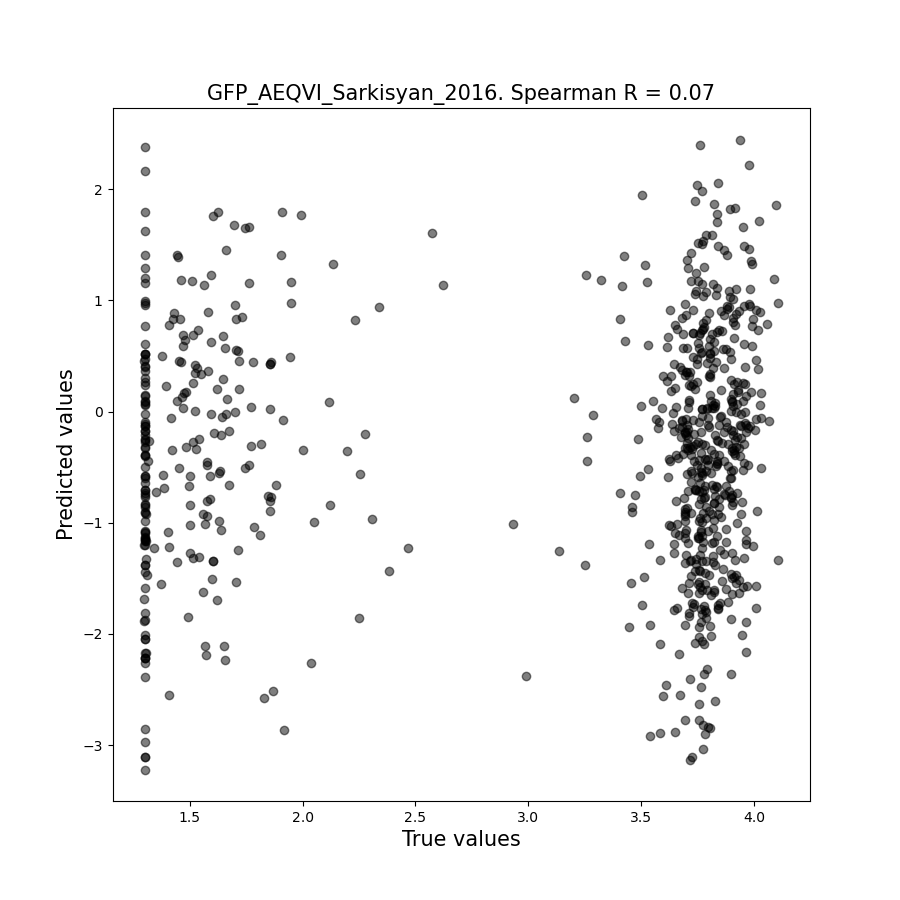 GFP_AEQVI_Sarkisyan_2016. Spearman R = 0.07
Predicted values
2
1
0
−1
−2
−3
1.5 2.0 2.5 3.0 3.5 4.0
True values